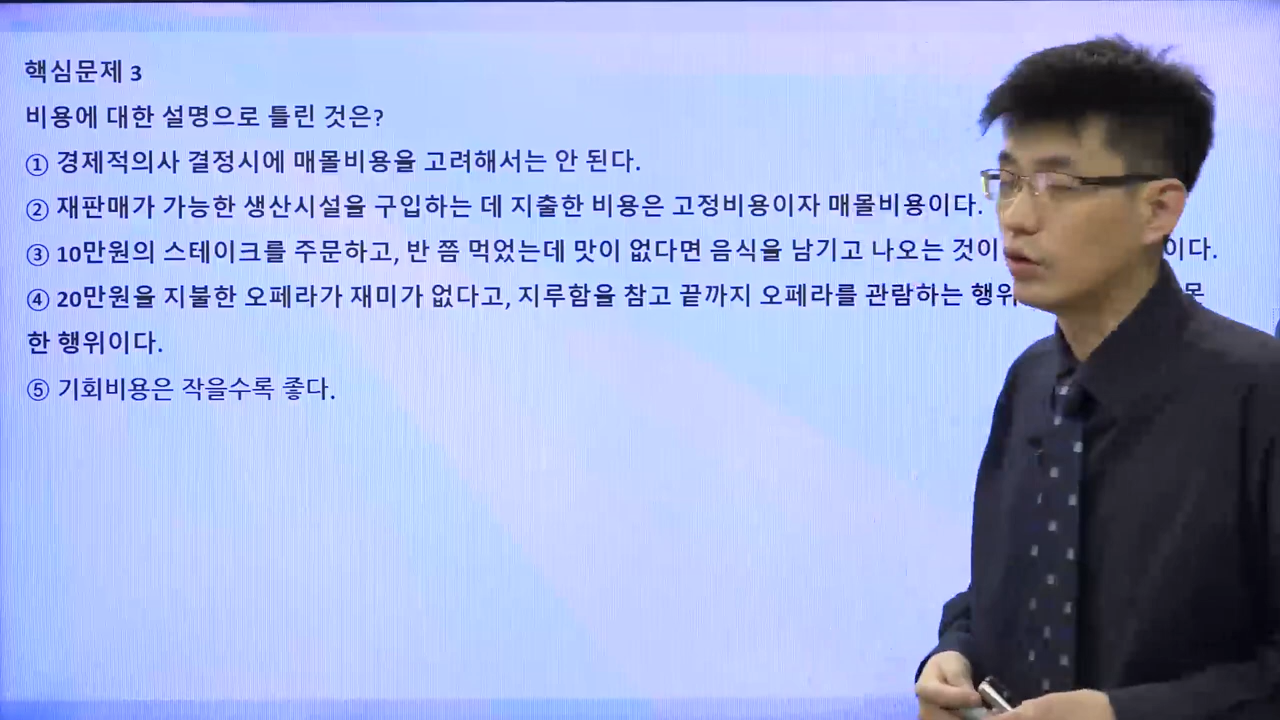 핵심문제 3
비용에 대한 설명으로 틀린 것은?
① 경제적의사 결정시에 매몰비용을 고려해서는 안 된다.
② 재판매가 가능한 생산시설을 구입하는 데 지출한 비용은 고정비용이자 매몰비용이다.
③ 10만원의 스테이크를 주문하고, 반 쯤 먹었는데 맛이 없다면 음식을 남기고 나오는 것이 이다.
④ 20만원을 지불한 오페라가 재미가 없다고, 지루함을 참고 끝까지 오페라를 관람하는 행위
한 행위이다.
⑤ 기회비용은 작을수록 좋다.